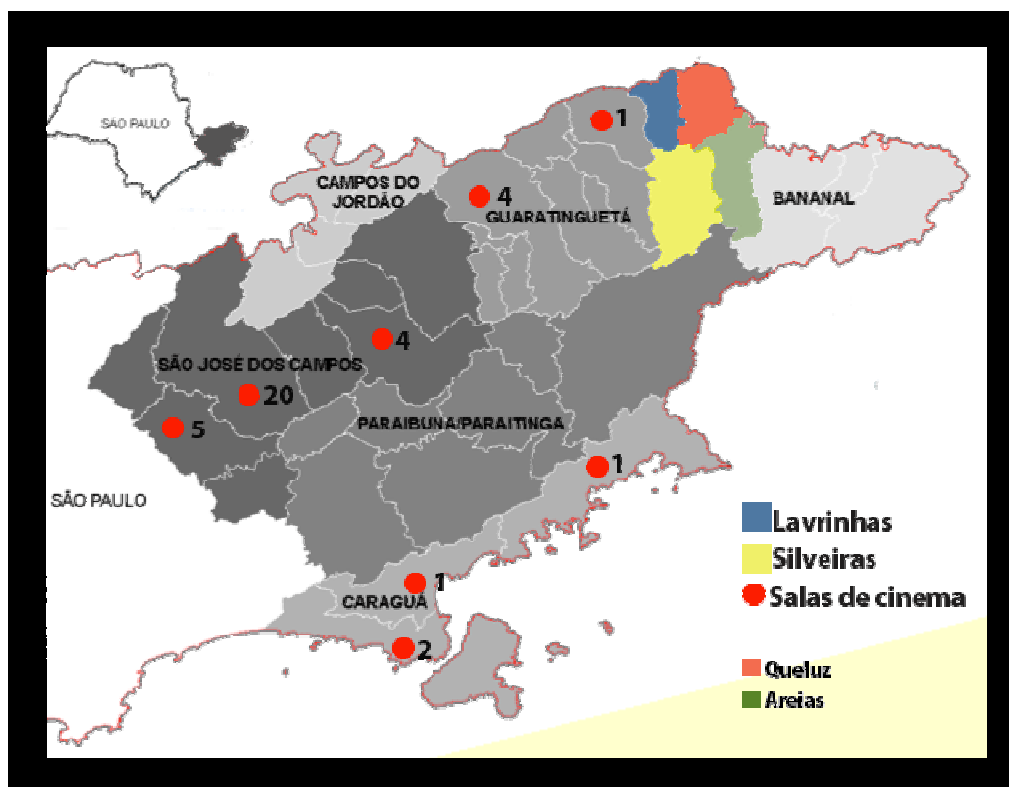 SAO PAULO
1
CAMPOS DO
JORDÃO
4
GUARATINGUETÁ
BANANAL
4
SÃO JOSÉ DOS CAMPOS
20
5
PARAIBUNA/PARAITINGA
1
SÃO PAULO
Lavrinhas
Silveiras
1
Salas de cinema
CARAGUÁ
2
Queluz
Areias